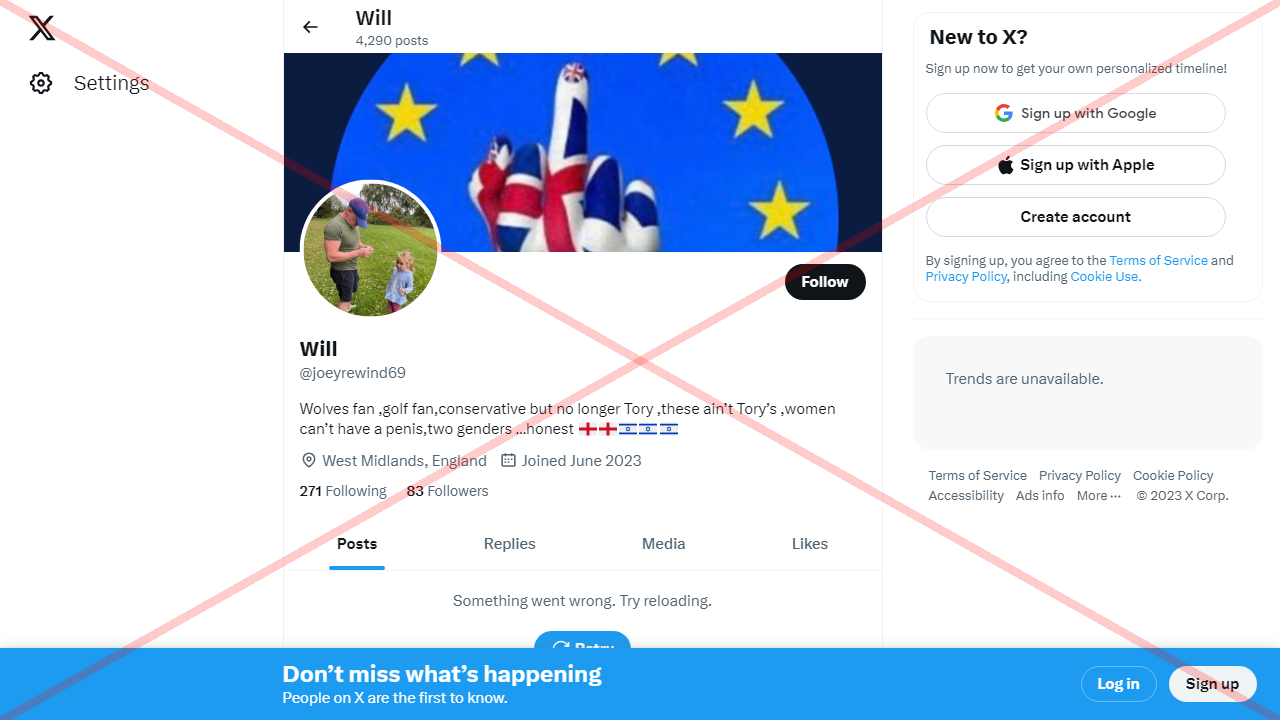 Will
4,290 posts
Settings
Follow
Will
@joeyrewind69
Wolves fan ,golf fan,conservative but no longer Tory ,these ain’t Tory’s ,women
can’t have a penis,two genders ...honest
West Midlands, England Joined June 2023
271 Following 83 Followers
Posts Replies Media Likes
Something went wrong. Try reloading.
Retry
New to X?
Sign up now to get your own personalized timeline!
Sign up with Google
Sign up with Apple
Create account
By signing up, you agree to the Terms of Service and
Privacy Policy, including Cookie Use.
Trends are unavailable.
Terms of Service Privacy Policy Cookie Policy
Accessibility Ads info More ··· © 2023 X Corp.
Don’t miss what’s happening
People on X are the first to know.
Log in Sign up